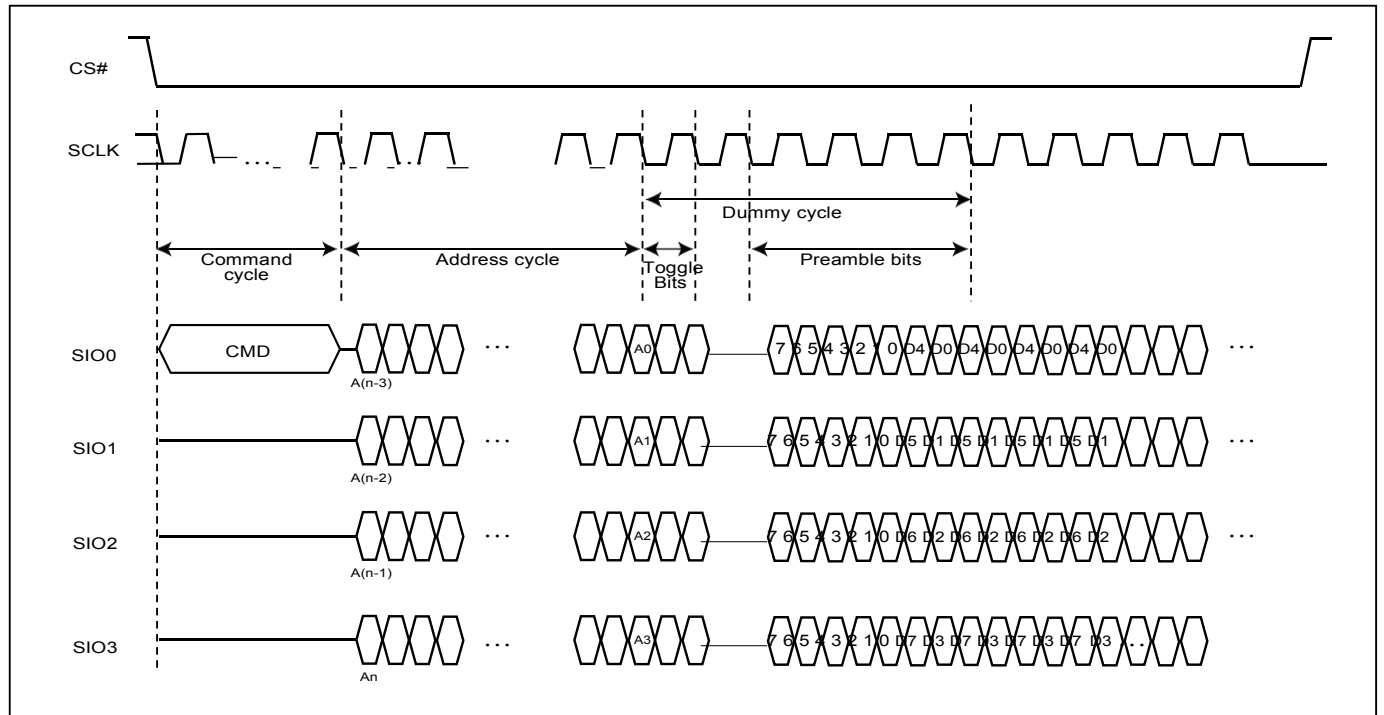 CS#
SCLK
...
...
Dummy cycle
Command
cycle
Address cycle
Toggle
Bits
Preamble bits
SIO0
CMD
...
A0
7 6 5 4 3 2 1 0 D4 D0 D4 D0 D4 D0 D4 D0
...
A(n-3)
SIO1
...
A1
7 6 5 4 3 2 1 0 D5 D1 D5 D1 D5 D1 D5 D1
...
A(n-2)
SIO2
...
A2
7 6 5 4 3 2 1 0 D6 D2 D6 D2 D6 D2 D6 D2
...
A(n-1)
SIO3
...
A3
7 6 5 4 3 2 1 0 D7 D3 D7 D3 D7 D3 D7 D3 ..
...
An